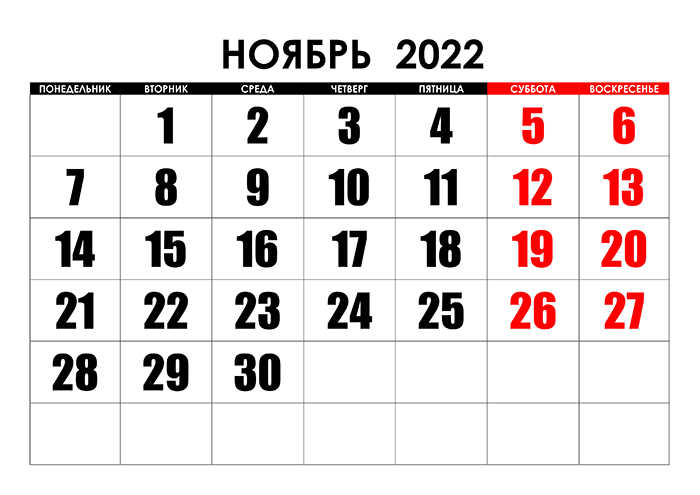 НОЯБРЬ 2022
ПОНЕДЕЛЬНИК ВТОРНИК СРЕДА ЧЕТВЕРГ ПЯТНИЦА СУББОТА ВОСКРЕСЕНЬЕ
1 2 3 4 5 6
7 8 9 10 11 12 13
14 15 16 17 18 19 20
21 22 23 24 25 26 27
28 29 30